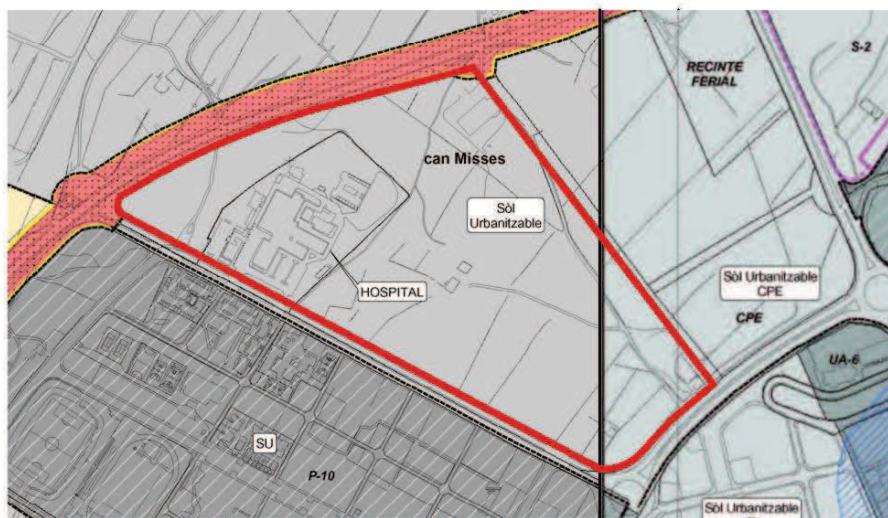 RECINTE
FERIAL
S-2
can Misses
Sòl
Urbanitzable
HOSPITAL
Sòl Urbanitzable
CPE
CPE
UA-6
SU
P-10
Sòl Urbanitzable